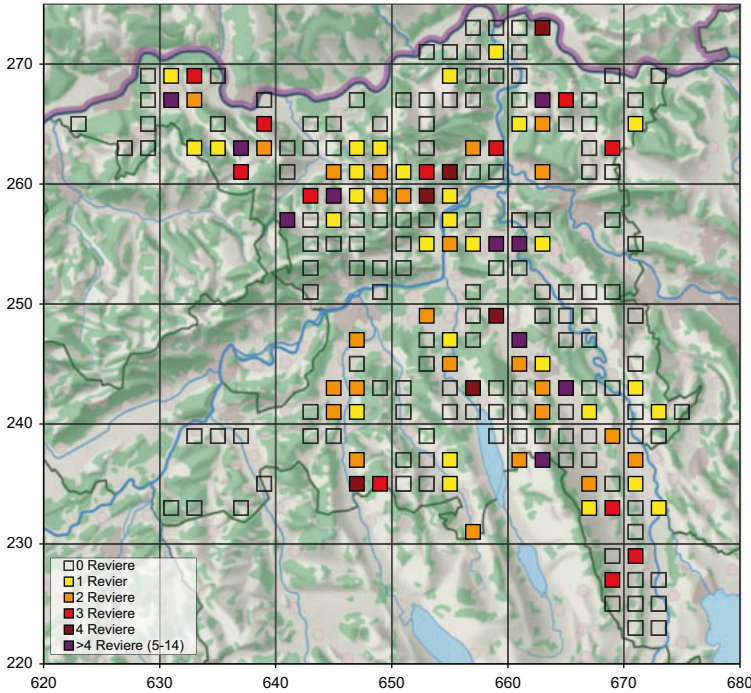 270
260
250
240
230
220
0 Reviere
1 Revier
2 Reviere
3 Reviere
4 Reviere
>4 Reviere (5-14)
620 630 640 650 660 670 680